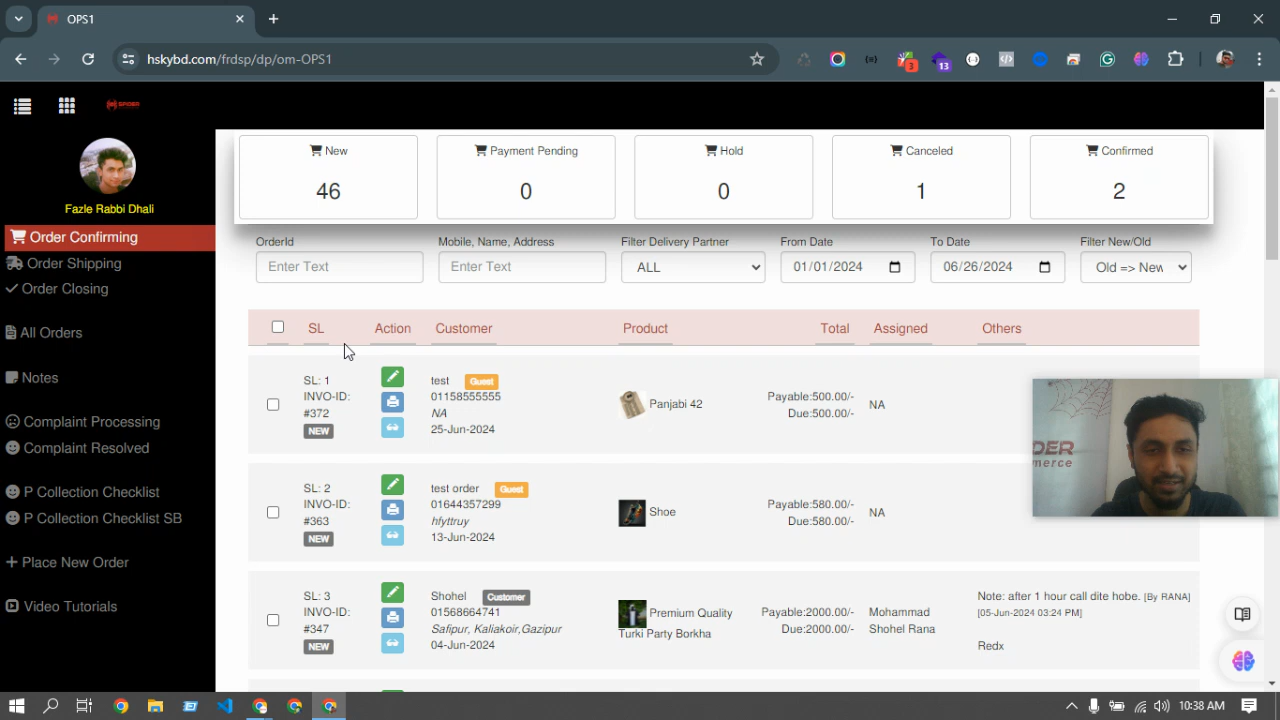 OPS1
hskybd.com/frdsp/dp/om-OPS1
3
13
SPIDER
Fazle Rabbi Dhali
Order Confirming
Order Shipping
Order Closing
All Orders
Notes
Complaint Processing
Complaint Resolved
P Collection Checklist
P Collection Checklist SB
Place New Order
Video Tutorials
New
46
Payment Pending
0
Hold
0
Canceled
1
Confirmed
2
OrderId Mobile, Name, Address Filter Delivery Partner From Date To Date Filter New/Old
Enter Text Enter Text ALL 01/01/2024 06/26/2024 Old => New
SL Action Customer Product Total Assigned Others
SL: 1
INVO-ID:
#372
NEW
test Guest
01158555555
NA
25-Jun-2024
Panjabi 42
Payable:500.00/-
Due:500.00/-
NA
SL: 2
INVO-ID:
#363
NEW
test order Guest
01644357299
hfyttruy
13-Jun-2024
Shoe
Payable:580.00/-
Due:580.00/-
NA
SL: 3
INVO-ID:
#347
NEW
Shohel Customer
01568664741
Safipur, Kaliakoir,Gazipur
04-Jun-2024
Premium Quality
Turki Party Borkha
Payable:2000.00/-
Due:2000.00/-
Mohammad
Shohel Rana
Note: after 1 hour call dite hobe. [By RANA]
[05-Jun-2024 03:24 PM]
Redx
DER
merce
10:38 AM